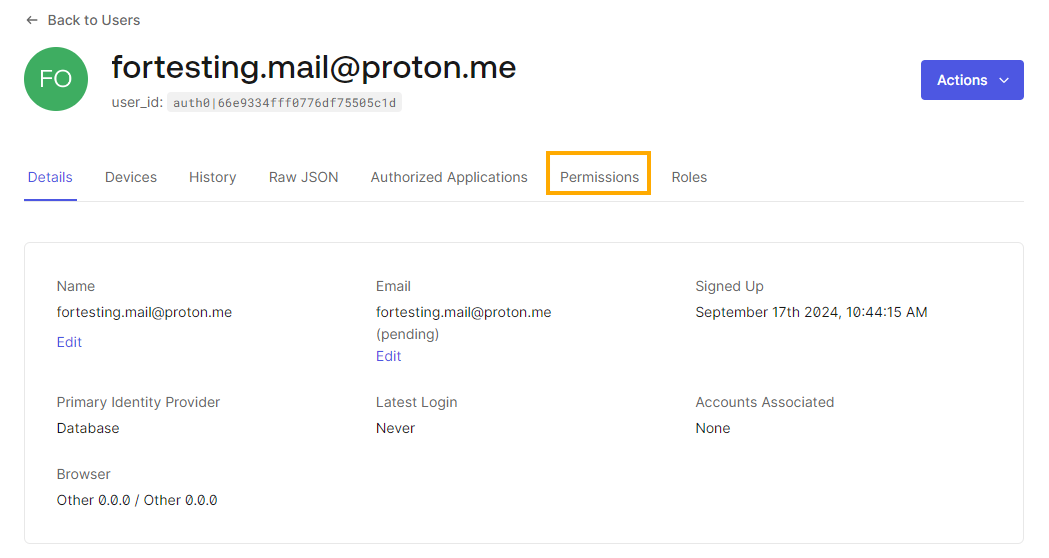 ← Back to Users
FO
fortesting.mail@proton.me
user_id: auth0|66e9334fff0776df75505c1d
Actions
Details Devices History Raw JSON Authorized Applications Permissions Roles
Name Email Signed Up
fortesting.mail@proton.me fortesting.mail@proton.me September 17th 2024, 10:44:15 AM
(pending)
Edit Edit
Primary Identity Provider Latest Login Accounts Associated
Database Never None
Browser
Other 0.0.0 / Other 0.0.0